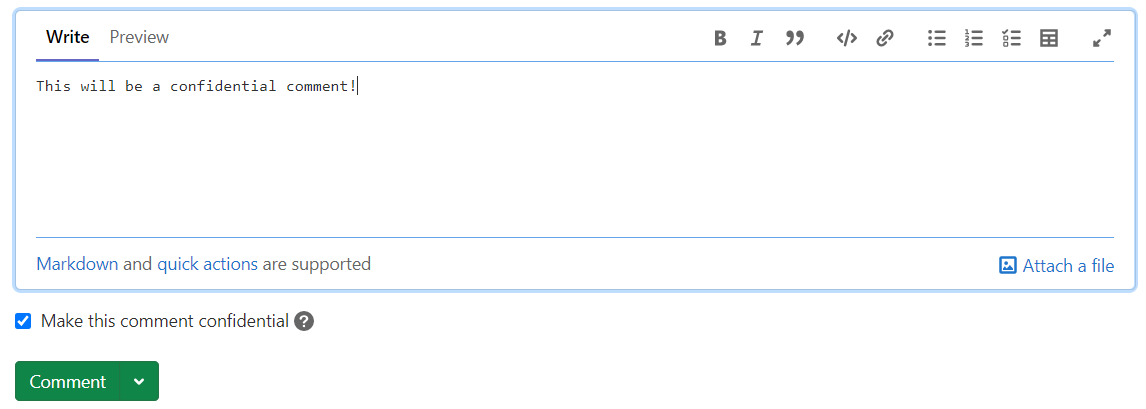 Write Preview
This will be a confidential comment!
Markdown and quick actions are supported
Attach a file
Make this comment confidential ?
Comment